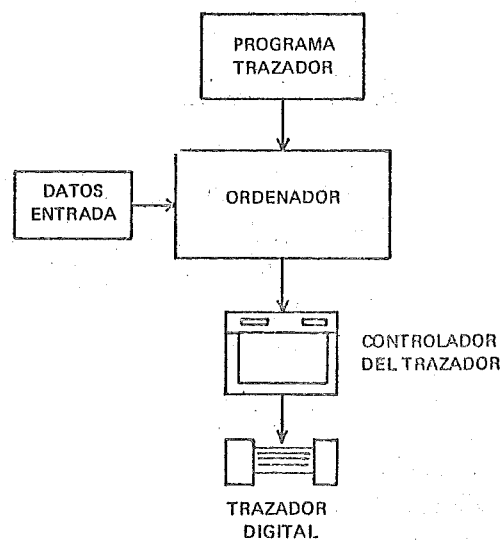 PROGRAMA
TRAZADOR
DATOS
ENTRADA
ORDENADOR
CONTROLADOR
DEL TRAZADOR
TRAZADOR
DIGITAL